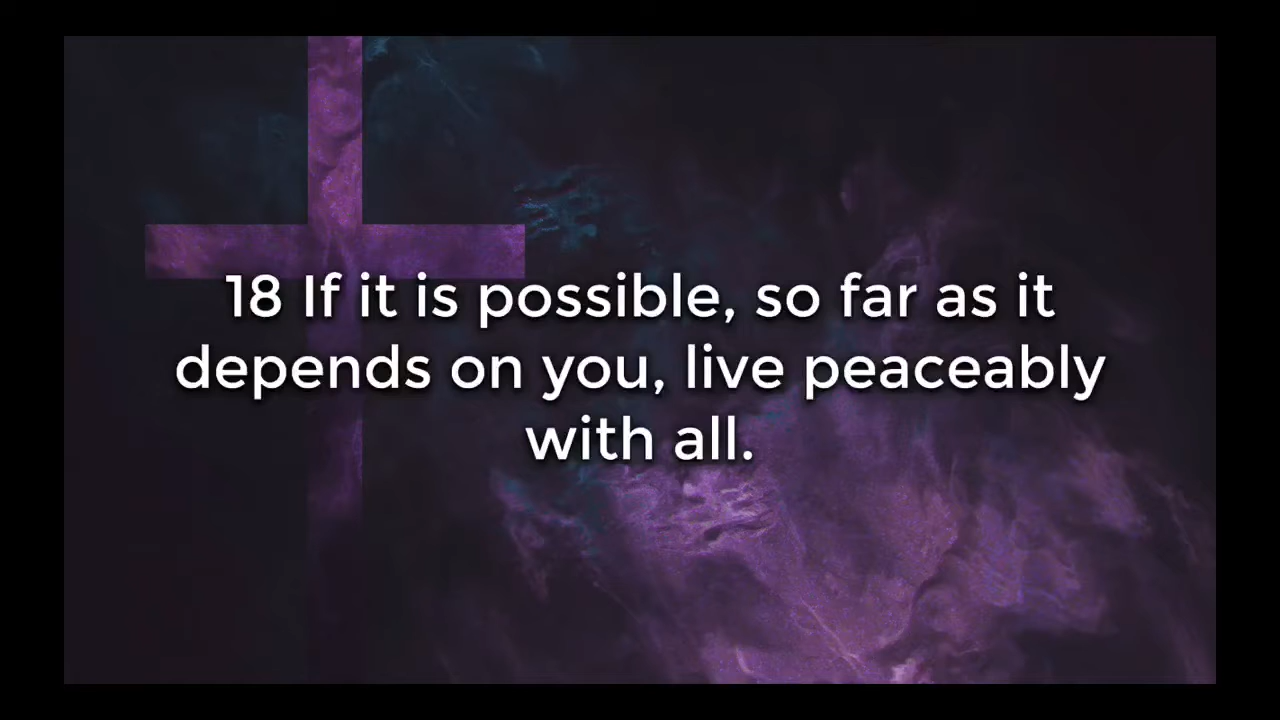 18 If it is possible, so far as it
depends on you, live peaceably
with all.